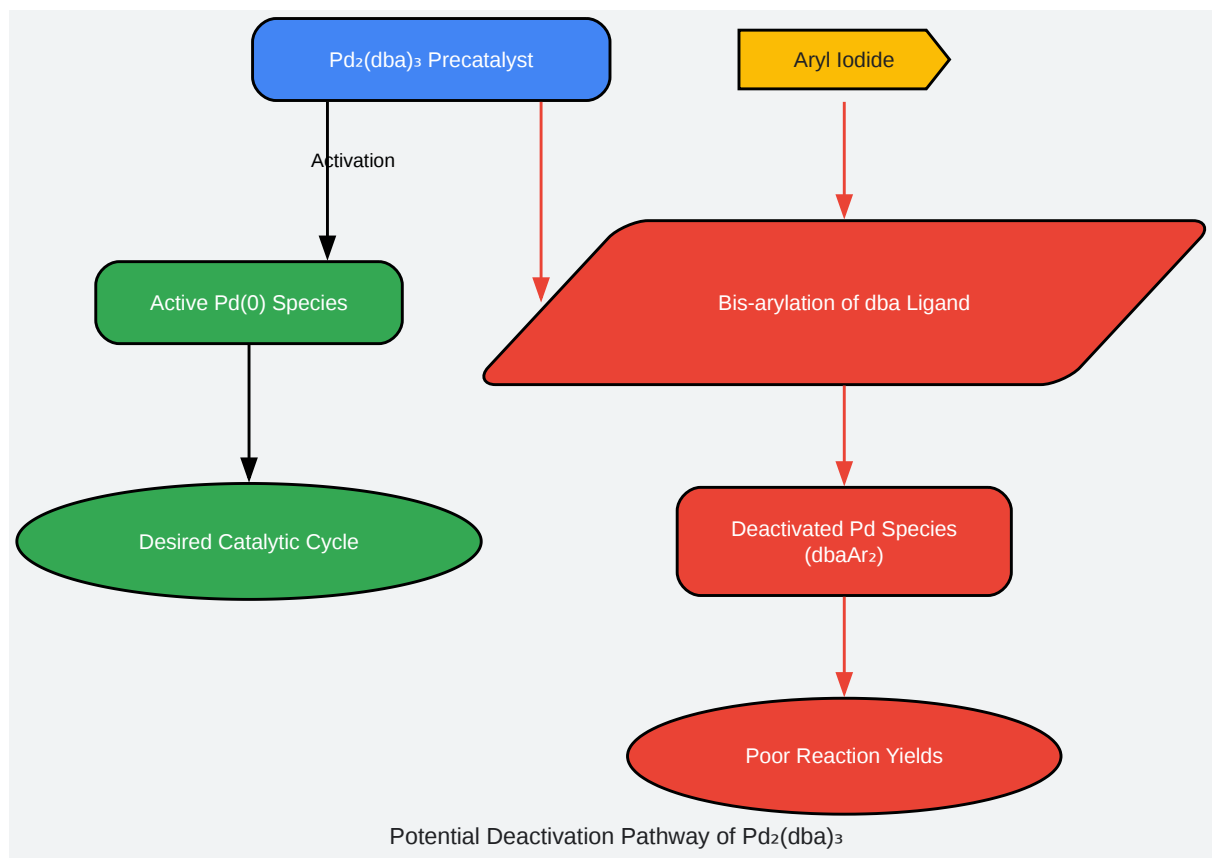 Pd₂(dba)₃ Precatalyst
Aryl Iodide
Activation
Active Pd(0) Species
Bis-arylation of dba Ligand
Desired Catalytic Cycle
Deactivated Pd Species
(dbaAr₂)
Poor Reaction Yields
Potential Deactivation Pathway of Pd₂(dba)₃